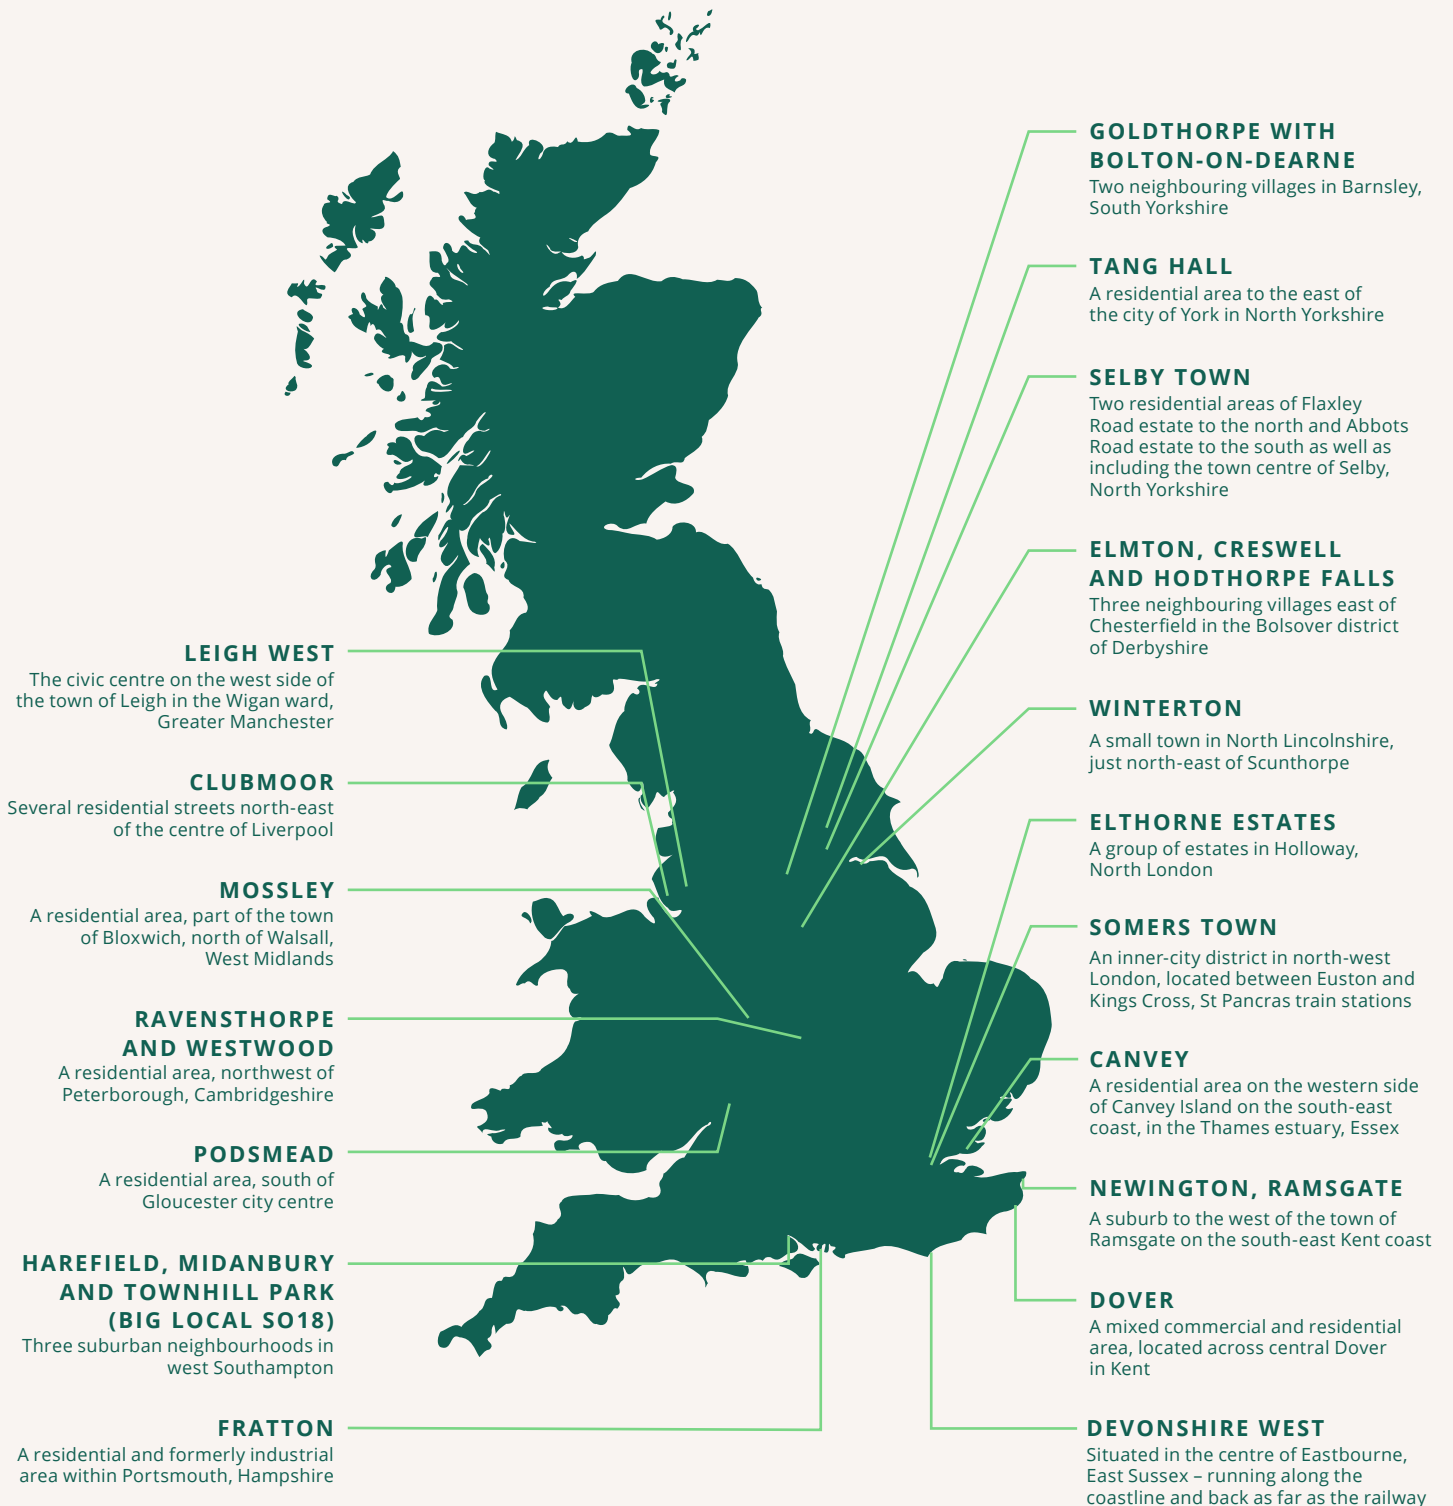 LEIGH WEST
The civic centre on the west side of
the town of Leigh in the Wigan ward,
Greater Manchester
CLUBMOOR
Several residential streets north-east
of the centre of Liverpool
MOSSLEY
A residential area, part of the town
of Bloxwich, north of Walsall,
West Midlands
RAVENSTHORPE
AND WESTWOOD
A residential area, northwest of
Peterborough, Cambridgeshire
PODSMEAD
A residential area, south of
Gloucester city centre
HAREFIELD, MIDANBURY
AND TOWNHILL PARK
(BIG LOCAL SO18)
Three suburban neighbourhoods in
west Southampton
FRATTON
A residential and formerly industrial
area within Portsmouth, Hampshire
GOLDTHORPE WITH
BOLTON-ON-DEARNE
Two neighbouring villages in Barnsley,
South Yorkshire
TANG HALL
A residential area to the east of
the city of York in North Yorkshire
SELBY TOWN
Two residential areas of Flaxley
Road estate to the north and Abbots
Road estate to the south as well as
including the town centre of Selby,
North Yorkshire
ELMTON, CRESWELL
AND HODTHORPE FALLS
Three neighbouring villages east of
Chesterfield in the Bolsover district
of Derbyshire
WINTERTON
A small town in North Lincolnshire,
just north-east of Scunthorpe
ELTHORNE ESTATES
A group of estates in Holloway,
North London
SOMERS TOWN
An inner-city district in north-west
London, located between Euston and
Kings Cross, St Pancras train stations
CANVEY
A residential area on the western side
of Canvey Island on the south-east
coast, in the Thames estuary, Essex
NEWINGTON, RAMSGATE
A suburb to the west of the town of
Ramsgate on the south-east Kent coast
DOVER
A mixed commercial and residential
area, located across central Dover
in Kent
DEVONSHIRE WEST
Situated in the centre of Eastbourne,
East Sussex – running along the
coastline and back as far as the railway